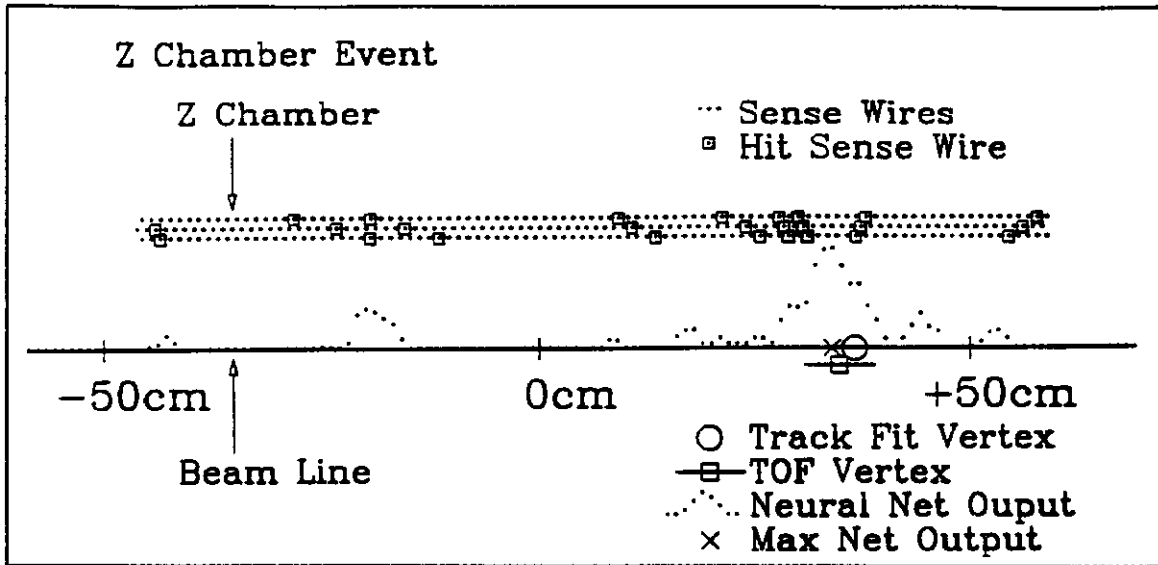 Z Chamber Event
Z Chamber
Sense Wires
Hit Sense Wire
-50cm
0cm
+50cm
Beam Line
Track Fit Vertex
TOF Vertex
Neural Net Ouput
Max Net Output